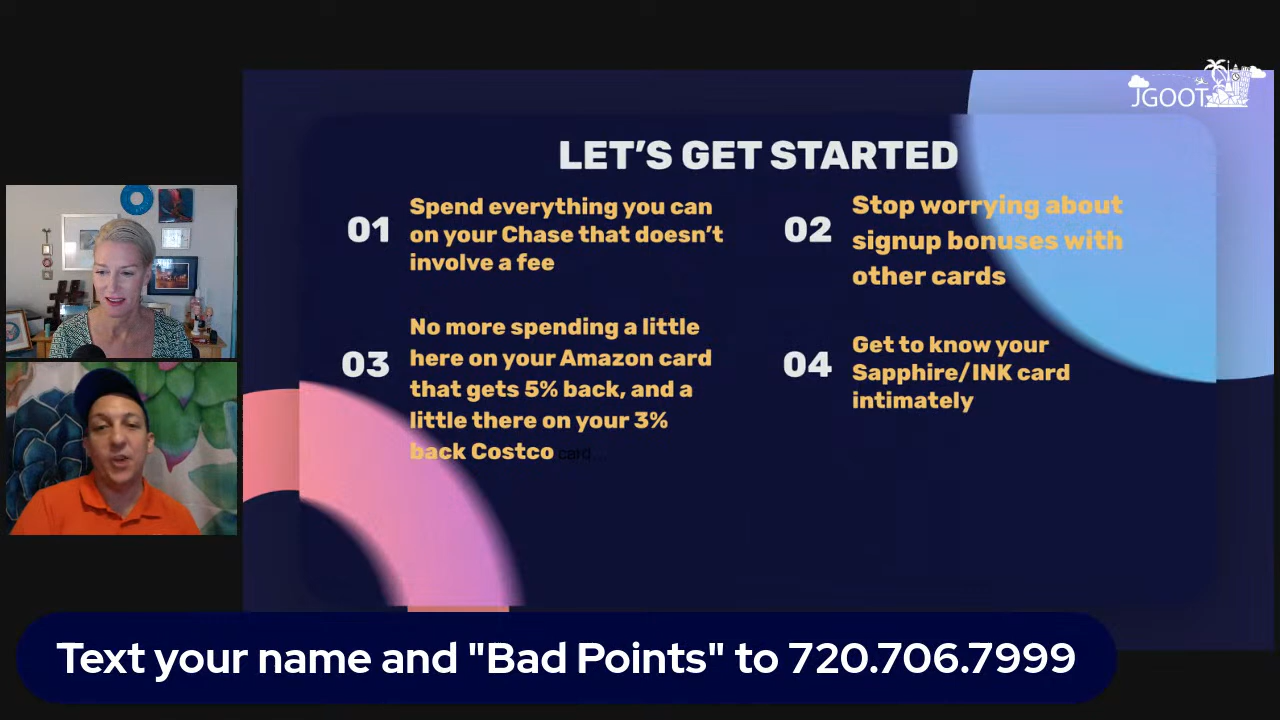 JGOOT
LET'S GET STARTED
01
Spend everything you can
on your Chase that doesn't
involve a fee
02
Stop worrying about
signup bonuses with
other cards
03
No more spending a little
here on your Amazon card
that gets 5% back, and a
little there on your 3%
back Costco card...
04
Get to know your
Sapphire/INK card
intimately
Text your name and "Bad Points" to 720.706.7999